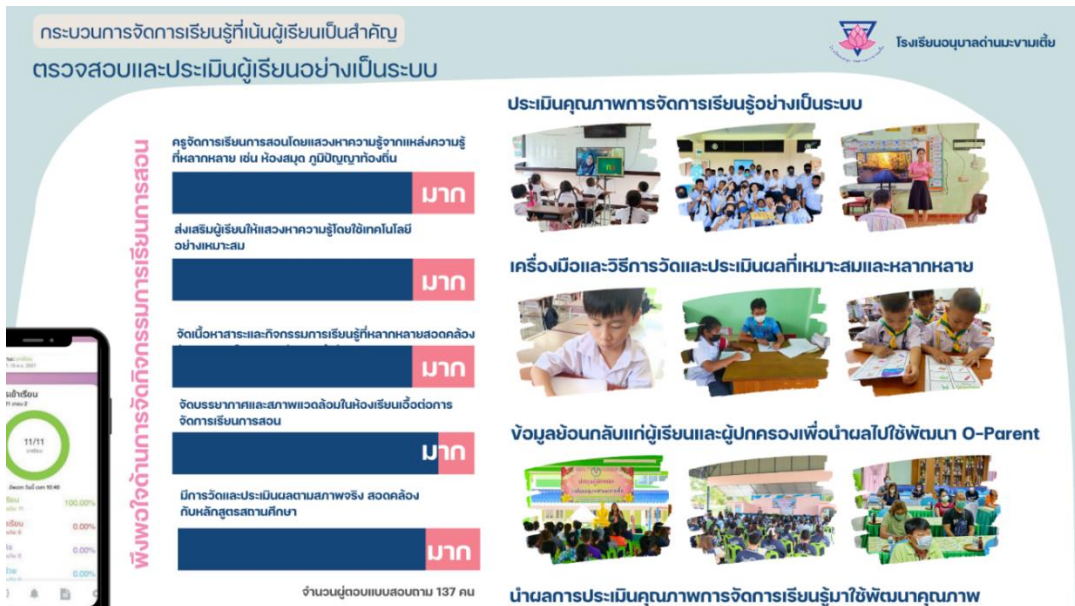 กระบวนการจัดการเรียนรู้ที่เน้นผู้เรียนเป็นสำคัญ
ตรวจสอบและประเมินผู้เรียนอย่างเป็นระบบ
โรงเรียนอนุบาลด่านมะขามเตี้ย
พึงพอใจด้านการจัดกิจกรรมการเรียนการสอน
ครูจัดการเรียนการสอนโดยแสวงหาความรู้จากแหล่งความรู้
ที่หลากหลาย เช่น ห้องสมุด ภูมิปัญญาท้องถิ่น
มาก
ส่งเสริมผู้เรียนให้แสวงหาความรู้โดยใช้เทคโนโลยี
อย่างเหมาะสม
มาก
จัดเนื้อหาสาระและกิจกรรมการเรียนรู้ที่หลากหลายสอดคล้อง
มาก
จัดบรรยากาศและสภาพแวดล้อมในห้องเรียนเอื้อต่อการ
จัดการเรียนการสอน
มาก
มีการวัดและประเมินผลตามสภาพจริง สอดคล้อง
กับหลักสูตรสถานศึกษา
มาก
จำนวนผู้ตอบแบบสอบถาม 137 คน
11/11
100.00%
0.00%
0.00%
0.00%
ประเมินคุณภาพการจัดการเรียนรู้อย่างเป็นระบบ
เครื่องมือและวิธีการวัดและประเมินผลที่เหมาะสมและหลากหลาย
ข้อมูลย้อนกลับแก่ผู้เรียนและผู้ปกครองเพื่อนำผลไปใช้พัฒนา O-Parent
นำผลการประเมินคุณภาพการจัดการเรียนรู้มาใช้พัฒนาคุณภาพ